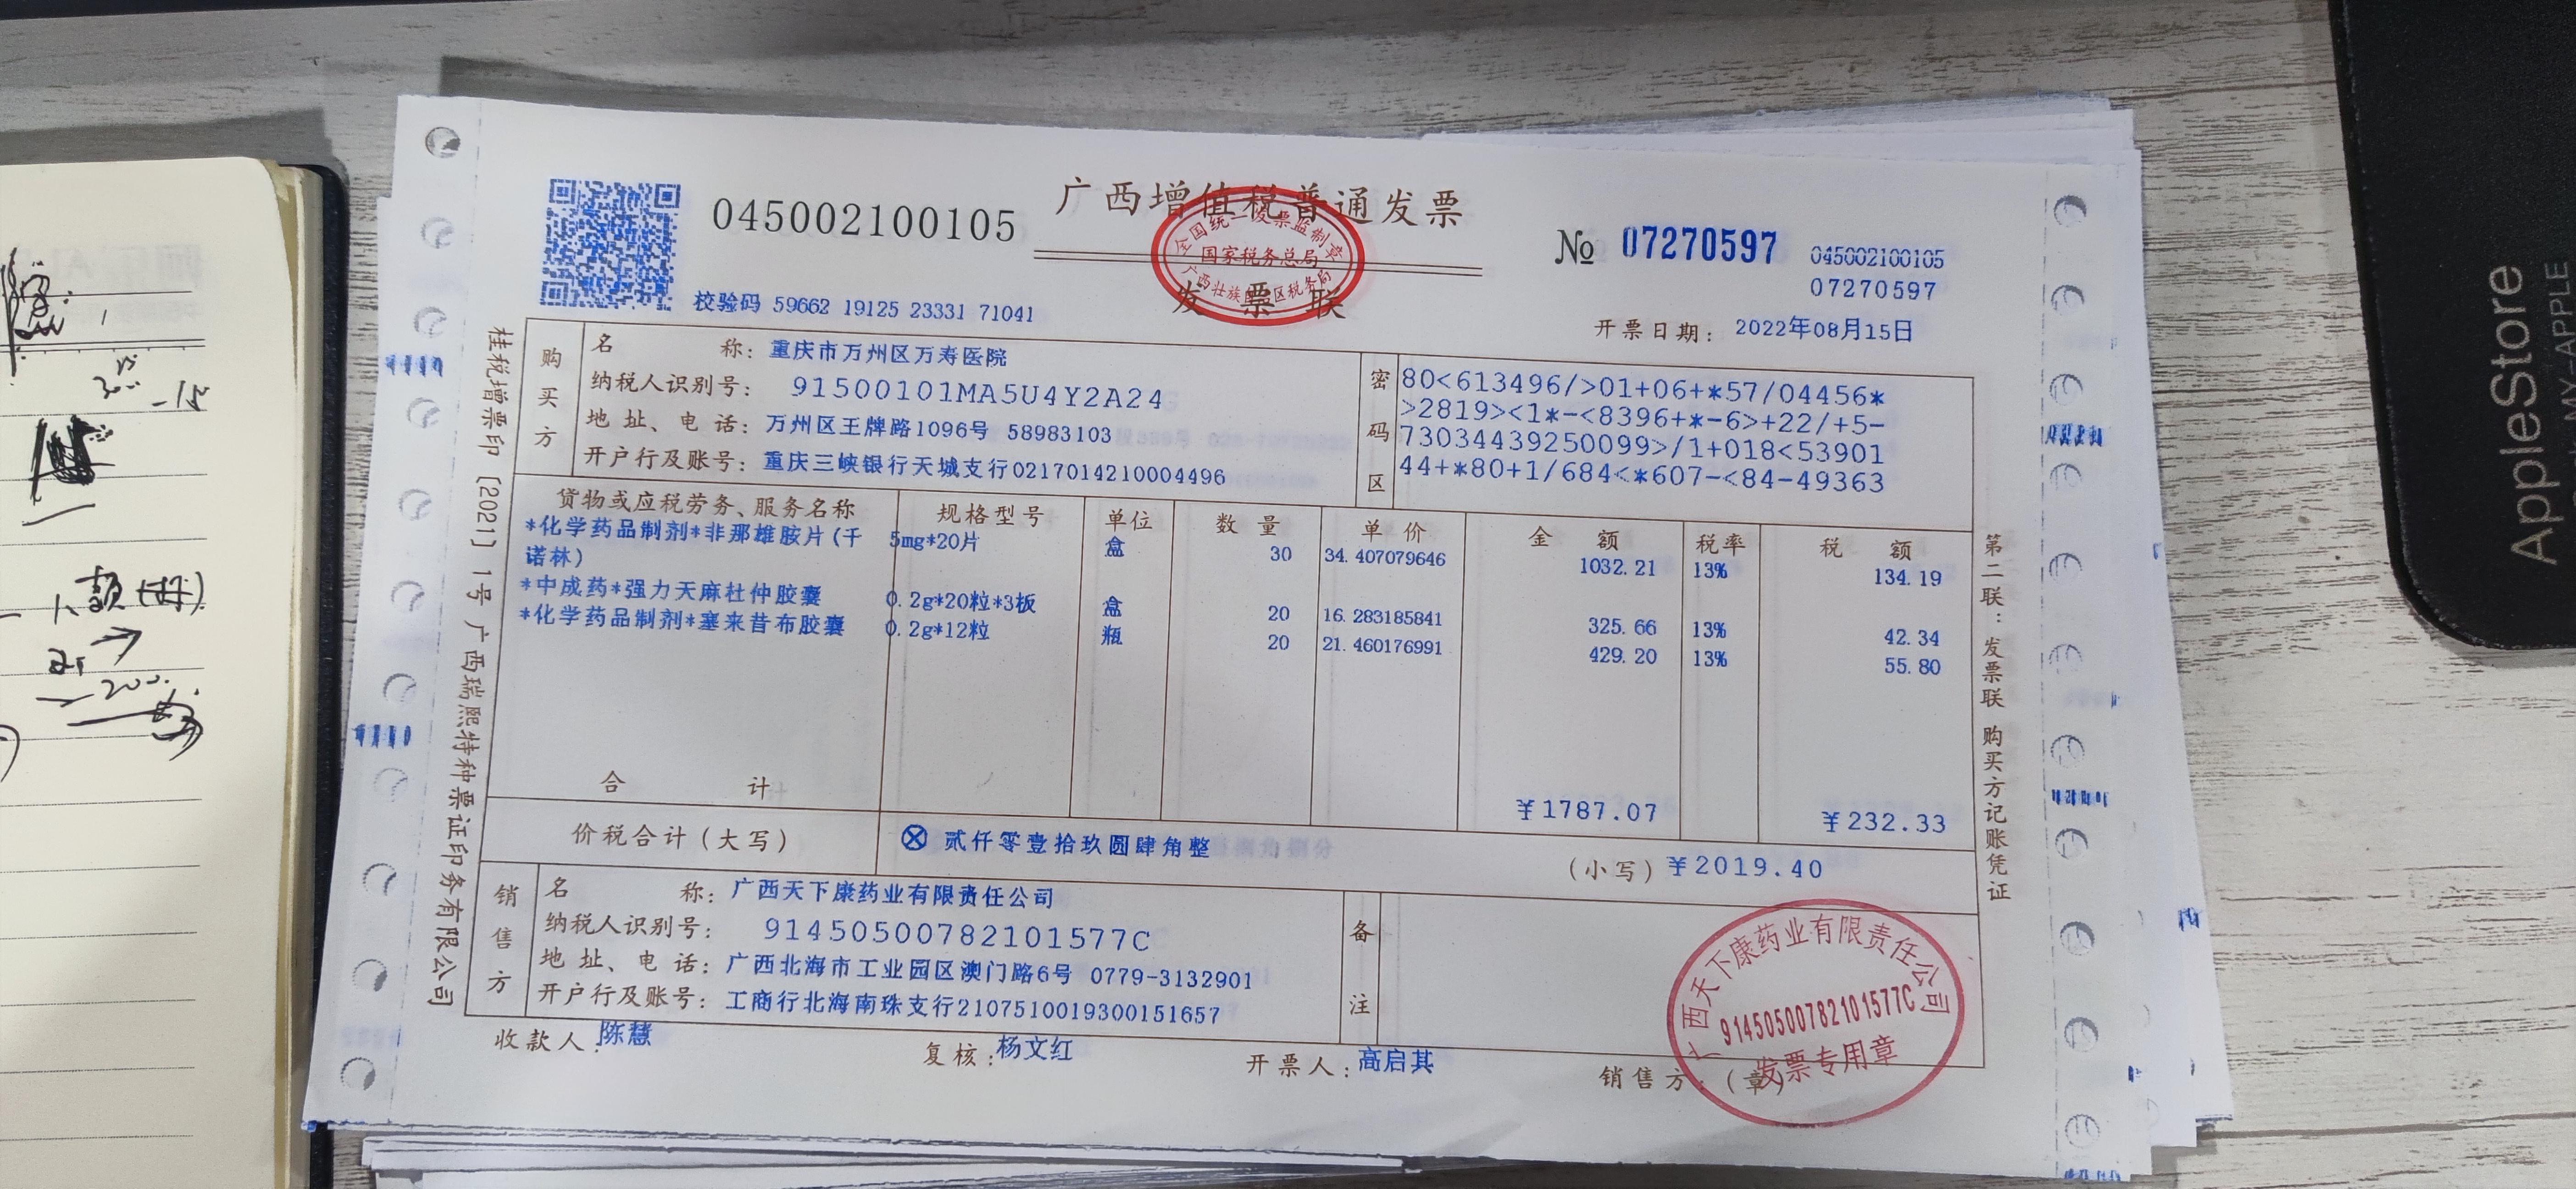 广西增值税普通发票
045002100105
全国统一发票监制章
国家税务总局
广西壮族自治区税务局
发票联
№ 07270597
045002100105
07270597
校验码 59662 19125 23331 71041
开票日期: 2022年08月15日
购买方
名称: 重庆市万州区万寿医院
纳税人识别号: 91500101MA5U4Y2A24
地址、电话: 万州区王牌路1096号 58983103
开户行及账号: 重庆三峡银行天城支行0217014210004496
密码区
80<613496/>01+06+*57/04456*
>2819><1*-<8396+*-6>+22/+5-
73034439250099>/1+018<53901
44+*80+1/684<*607-<84-49363
货物或应税劳务、服务名称 规格型号 单位 数量 单价 金额 税率 税额
*化学药品制剂*非那雄胺片(千诺林) 5mg*20片 盒 30 34.407079646 1032.21 13% 134.19
*中成药*强力天麻杜仲胶囊 0.2g*20粒*3板 盒 20 16.283185841 325.66 13% 42.34
*化学药品制剂*塞来昔布胶囊 0.2g*12粒 瓶 20 21.460176991 429.20 13% 55.80
合计 ¥1787.07 ¥232.33
价税合计(大写) ⊗ 贰仟零壹拾玖圆肆角整 (小写) ¥2019.40
销售方
名称: 广西天下康药业有限责任公司
纳税人识别号: 91450500782101577C
地址、电话: 广西北海市工业园区澳门路6号 0779-3132901
开户行及账号: 工商行北海南珠支行2107510019300151657
备注
收款人: 陈慧 复核: 杨文红 开票人: 高启其 销售方: (章)
广西天下康药业有限责任公司
91450500782101577C
发票专用章
桂税增票印[2021]1号广西瑞熙特种票证印务有限公司
第二联: 发票联 购买方记账凭证
AppleStore